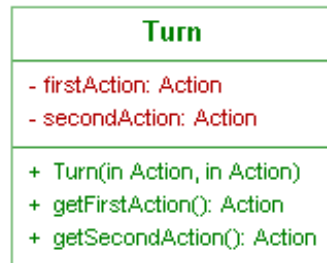 Turn
- firstAction: Action
- secondAction: Action
+ Turn(in Action, in Action)
+ getFirstAction(): Action
+ getSecondAction(): Action